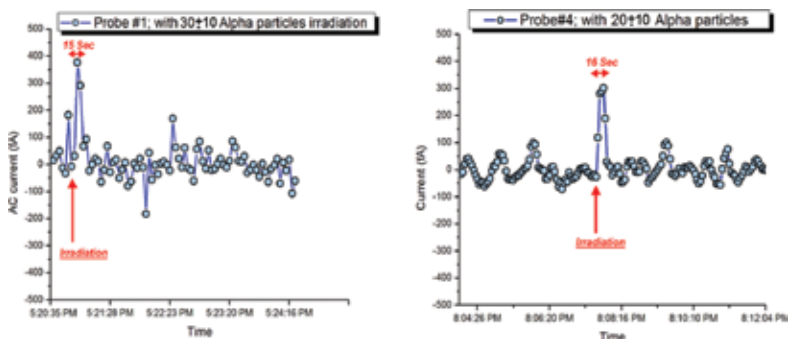 Probe #1; with 30±10 Alpha particles irradiation
15 Sec
500
400
300
200
100
0
-100
-200
-300
-400
-500
AC current (fA)
Irradiation
5:20:35 PM 5:21:28 PM 5:22:23 PM 5:23:20 PM 5:24:16 PM
Time
Probe#4; with 20±10 Alpha particles
16 Sec
500
400
300
200
100
0
-100
-200
-300
-400
-500
Current (fA)
Irradiation
8:04:26 PM 8:06:20 PM 8:08:16 PM 8:10:10 PM 8:12:04 PM
Time